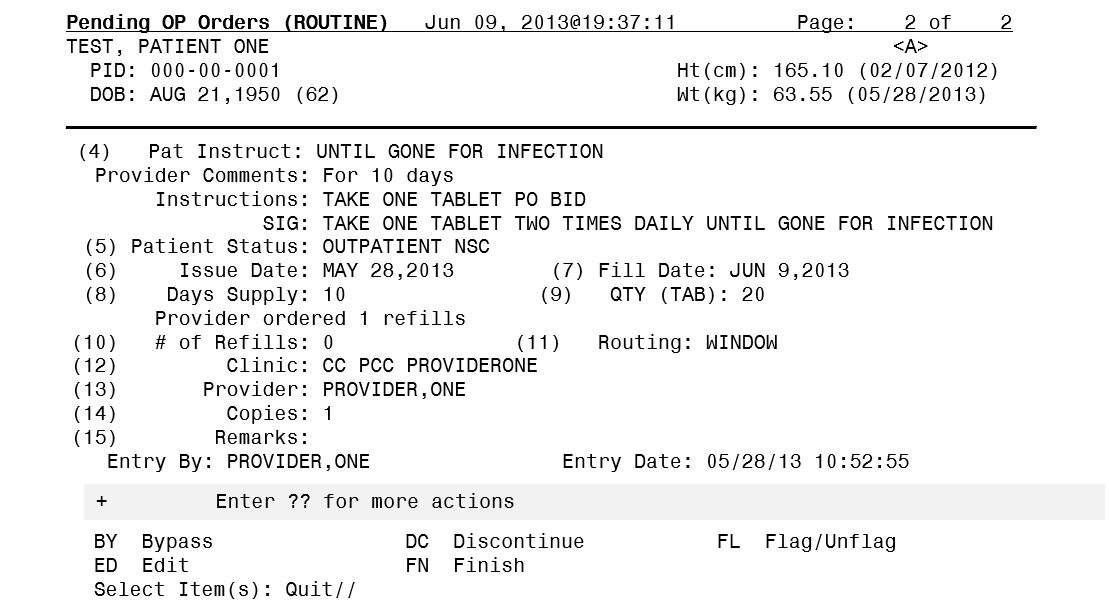 Pending OP Orders (ROUTINE)   Jun 09, 2013@19:37:11          Page:    2 of    2
TEST, PATIENT ONE                                                    <A>
  PID: 000-00-0001                                 Ht(cm): 165.10 (02/07/2012)
  DOB: AUG 21,1950 (62)                            Wt(kg): 63.55 (05/28/2013)
 (4)   Pat Instruct: UNTIL GONE FOR INFECTION
  Provider Comments: For 10 days
       Instructions: TAKE ONE TABLET PO BID
                SIG: TAKE ONE TABLET TWO TIMES DAILY UNTIL GONE FOR INFECTION
 (5) Patient Status: OUTPATIENT NSC
 (6)     Issue Date: MAY 28,2013        (7) Fill Date: JUN 9,2013
 (8)    Days Supply: 10                (9)   QTY (TAB): 20
       Provider ordered 1 refills
(10)   # of Refills: 0               (11)   Routing: WINDOW
(12)         Clinic: CC PCC PROVIDERONE
(13)       Provider: PROVIDER,ONE
(14)         Copies: 1
(15)        Remarks:
   Entry By: PROVIDER,ONE                Entry Date: 05/28/13 10:52:55
  +         Enter ?? for more actions
  BY  Bypass                DC  Discontinue           FL  Flag/Unflag
  ED  Edit                  FN  Finish
  Select Item(s): Quit//